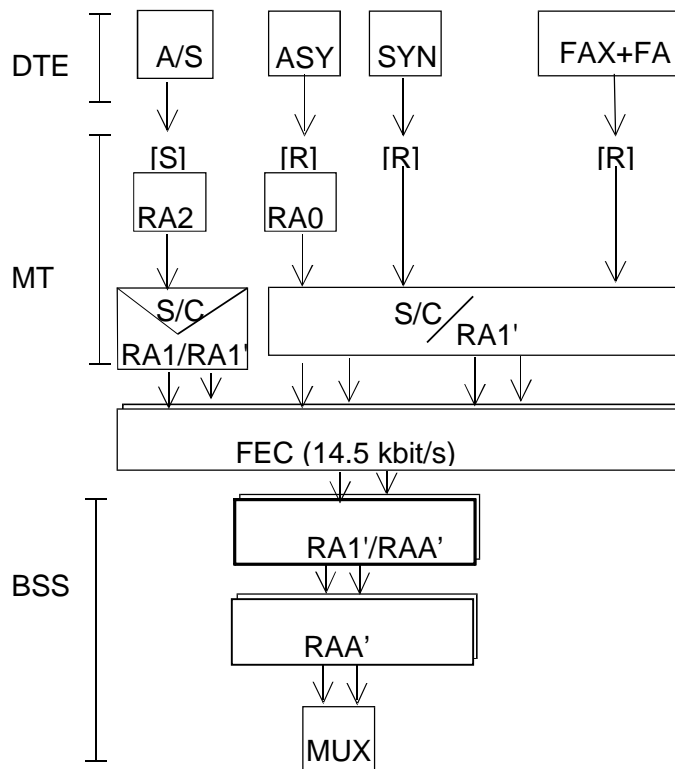 DTE
A/S
ASY
SYN
FAX+FA
[S]
[R]
[R]
[R]
RA2
RA0
MT
S/C
RA1/RA1'
S/C
RA1'
FEC (14.5 kbit/s)
BSS
RA1'/RAA’
RAA’
MUX